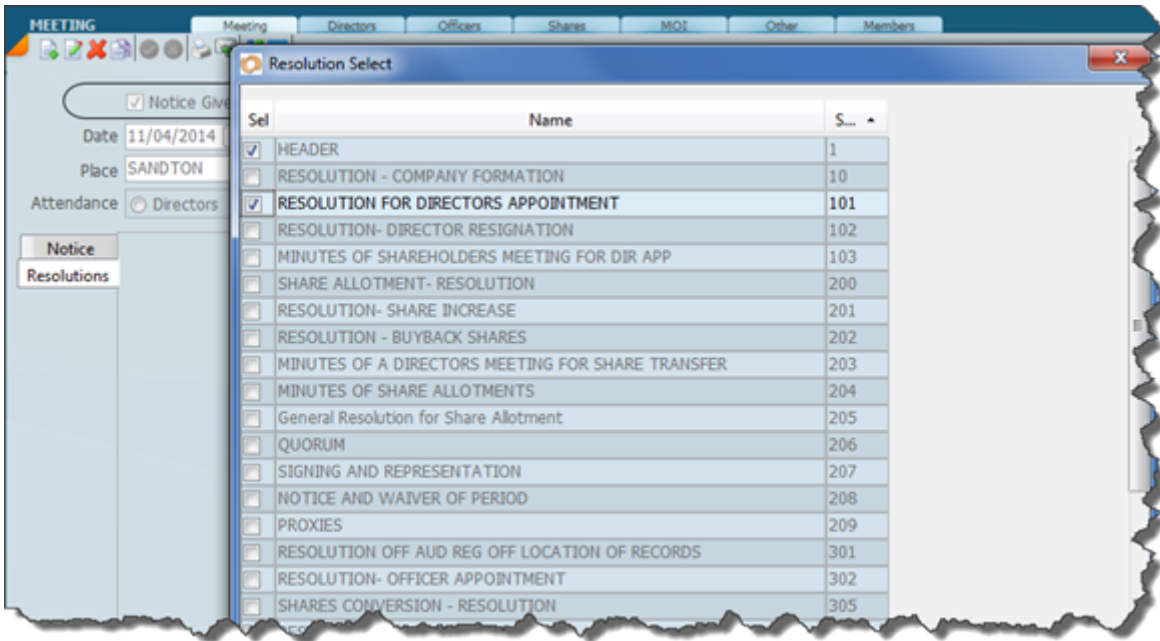 MEETING Meeting Directors Officers Shares MOI Other Members
Resolution Select
Notice Give
Date 11/04/2014
Place SANDTON
Attendance Directors
Notice
Resolutions
Sel Name S...
HEADER 1
RESOLUTION - COMPANY FORMATION 10
RESOLUTION FOR DIRECTORS APPOINTMENT 101
RESOLUTION- DIRECTOR RESIGNATION 102
MINUTES OF SHAREHOLDERS MEETING FOR DIR APP 103
SHARE ALLOTMENT- RESOLUTION 200
RESOLUTION- SHARE INCREASE 201
RESOLUTION - BUYBACK SHARES 202
MINUTES OF A DIRECTORS MEETING FOR SHARE TRANSFER 203
MINUTES OF SHARE ALLOTMENTS 204
General Resolution for Share Allotment 205
QUORUM 206
SIGNING AND REPRESENTATION 207
NOTICE AND WAIVER OF PERIOD 208
PROXIES 209
RESOLUTION OFF AUD REG OFF LOCATION OF RECORDS 301
RESOLUTION- OFFICER APPOINTMENT 302
SHARES CONVERSION - RESOLUTION 305